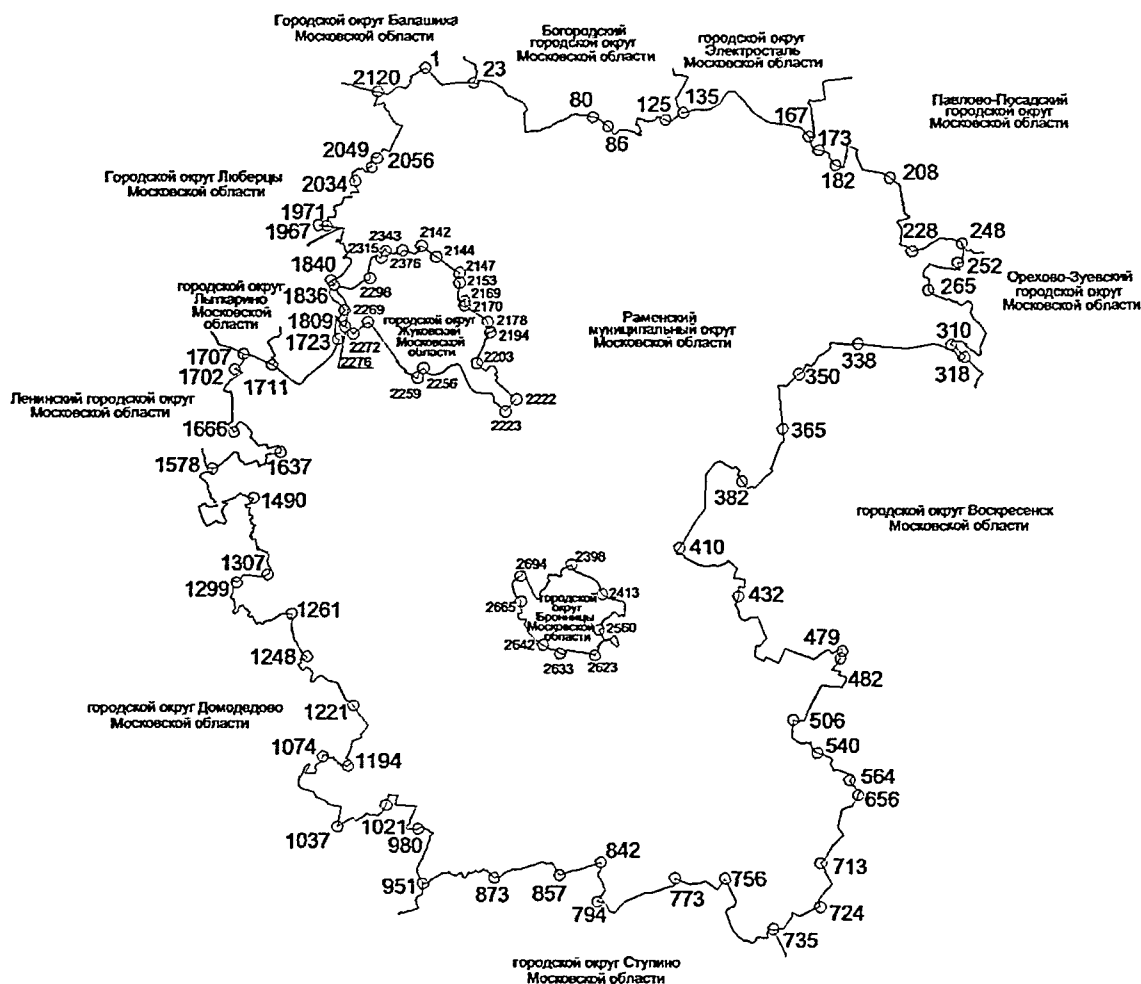 Городской округ Балашиха
Московской области
Богородский
городской округ
Московской области
городской округ
Электросталь
Московской области
Павлово-Посадский
городской округ
Московской области
1
23
2120
80
86
125
135
167
173
182
208
2049
2056
2034
Городской округ Люберцы
Московской области
1971
1967
228
248
252
265
Орехово-Зуевский
городской округ
Московской области
2315
2343
2376
2142
2144
2147
2153
2169
2170
2178
2194
2203
2222
2223
2298
1840
1836
1809
1723
2269
2272
2276
2259
2256
городской округ
Лыткарино
Московской
области
городской округ
Жуковский
Московской
области
Раменский
муниципальный округ
Московской области
310
318
338
350
365
1707
1702
1711
Ленинский городской округ
Московской области
1666
1578
1637
1490
382
410
432
городской округ Воскресенск
Московской области
1307
1299
1261
1248
1221
2694
2398
2413
2665
2560
2642
2633
2623
городской
округ
Бронницы
Московской
области
479
482
506
540
564
656
городской округ Домодедово
Московской области
1074
1194
1037
1021
980
951
873
857
842
794
773
756
713
724
735
городской округ Ступино
Московской области